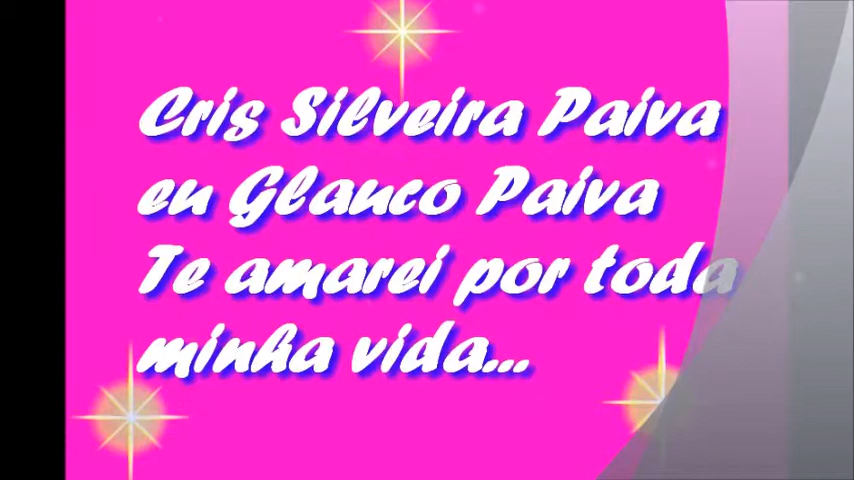 Cris Silveira Paiva
eu Glauco Paiva
Te amarei por toda
minha vida...